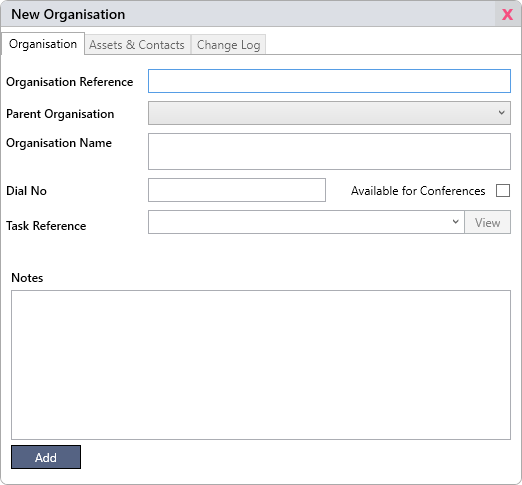 New Organisation
X
Organisation Assets & Contacts Change Log
Organisation Reference
Parent Organisation
Organisation Name
Dial No Available for Conferences
Task Reference View
Notes
Add